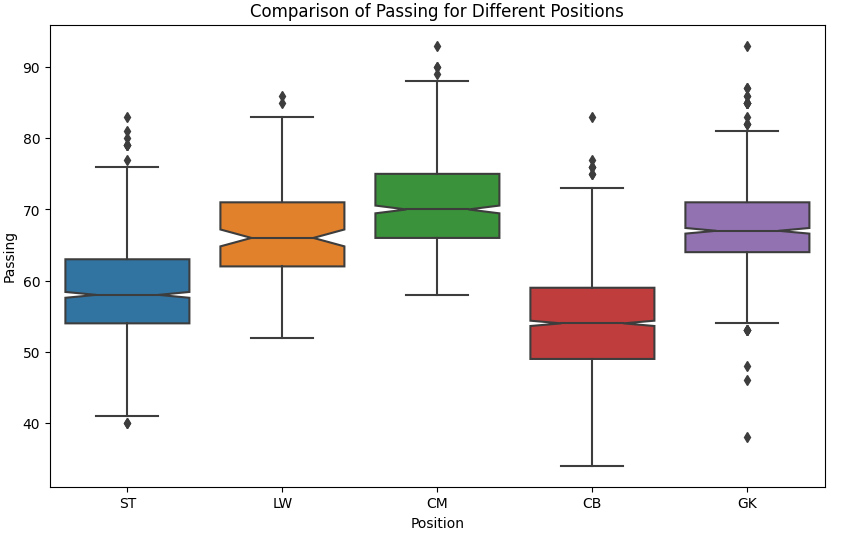 Comparison of Passing for Different Positions
Passing
90
80
70
60
50
40
ST LW CM CB GK
Position